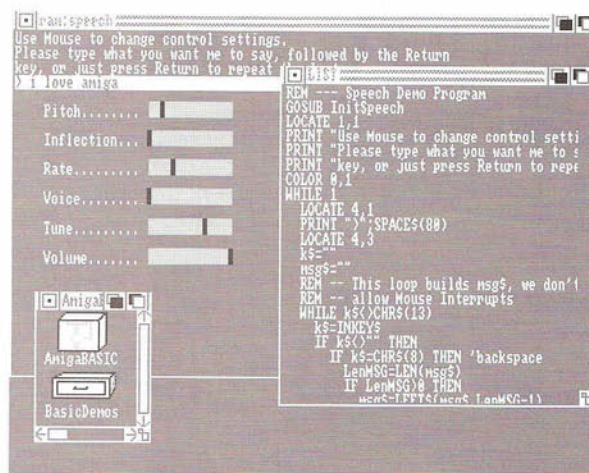 ram:speech
Use Mouse to change control settings.
Please type what you want me to say, followed by the Return
key, or just press Return to repeat
> i love amiga
Pitch........
Inflection...
Rate.........
Voice........
Tune.........
Volume.......
AmigaB
AmigaBASIC
BasicDemos
LIST
REM --- Speech Demo Program
GOSUB InitSpeech
LOCATE 1,1
PRINT "Use Mouse to change control setti
PRINT "Please type what you want me to s
PRINT "key, or just press Return to repe
COLOR 0,1
WHILE 1
LOCATE 4,1
PRINT ">";SPACE$(80)
LOCATE 4,3
k$=""
msg$=""
REM -- This loop builds msg$, we don't
REM -- allow Mouse Interrupts
WHILE k$<>CHR$(13)
k$=INKEY$
IF k$<>"" THEN
IF k$=CHR$(8) THEN 'backspace
LenMSG=LEN(msg$)
IF LenMSG>0 THEN
msg$=LEFT$(msg$,LenMSG-1)